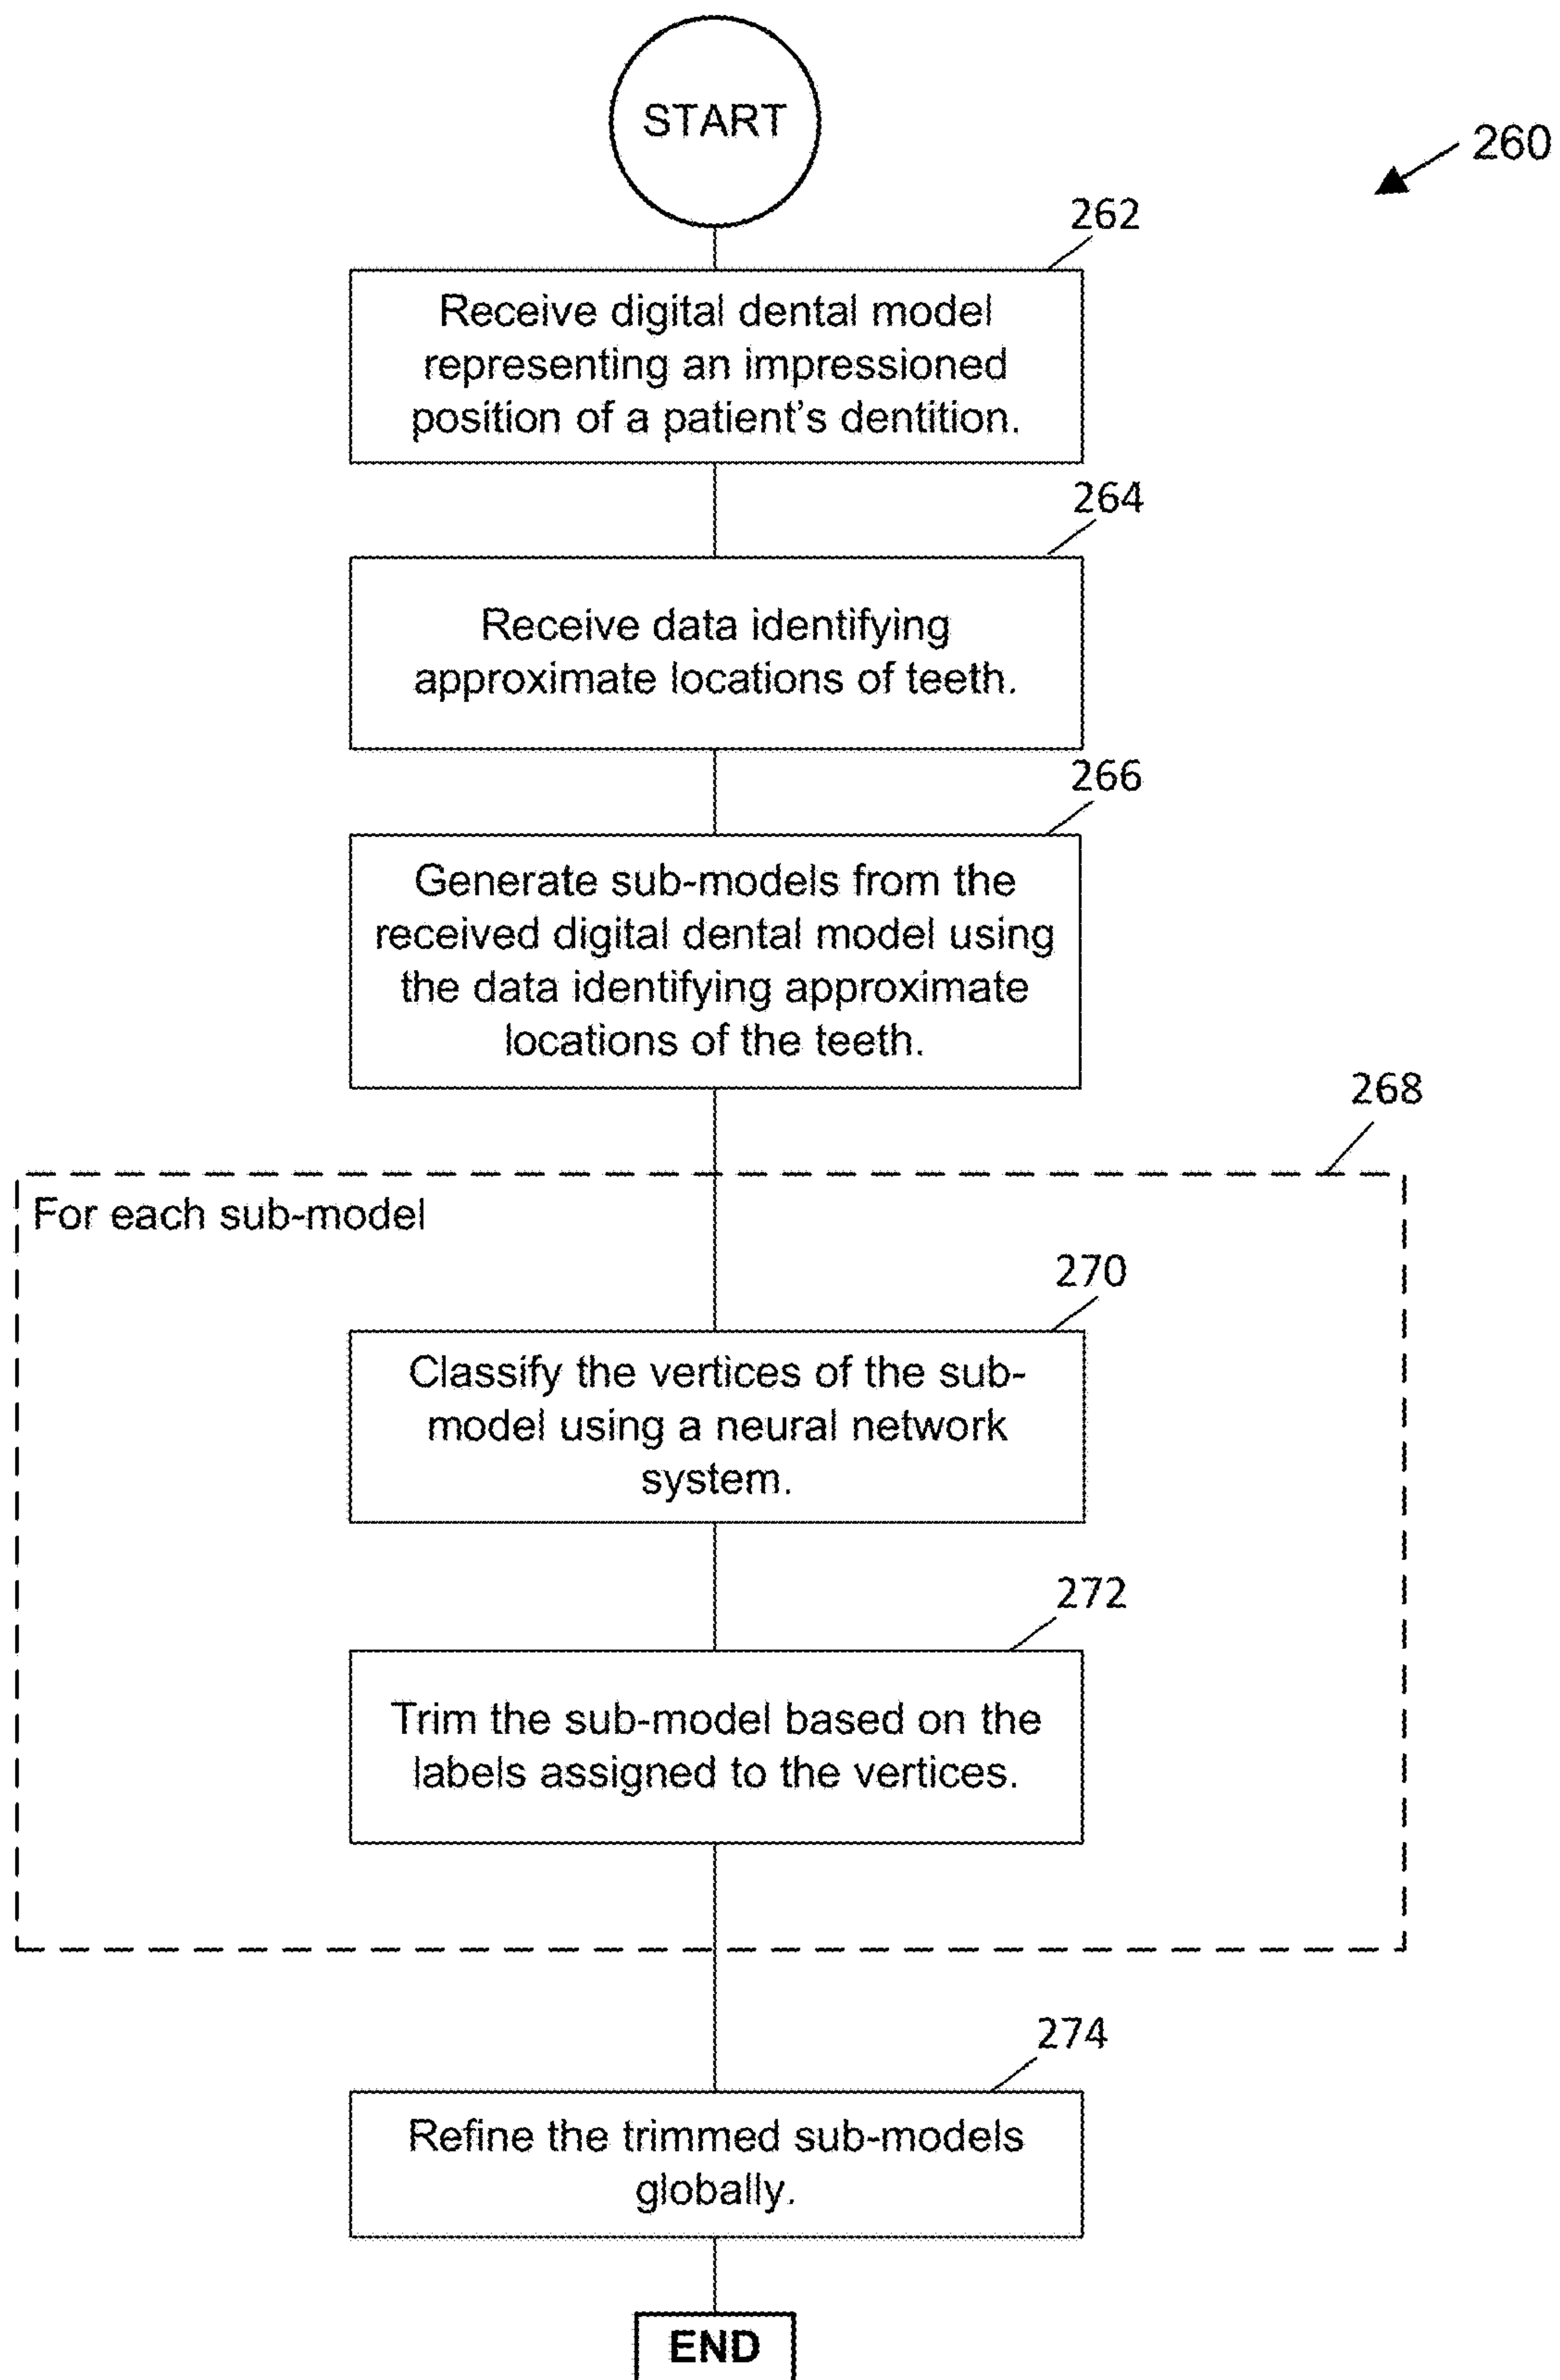 START
260
262
Receive digital dental model
representing an impressioned
position of a patient's dentition.
264
Receive data identifying
approximate locations of teeth.
266
Generate sub-models from the
received digital dental model using
the data identifying approximate
locations of the teeth.
268
For each sub-model
270
Classify the vertices of the sub-
model using a neural network
system.
272
Trim the sub-model based on the
labels assigned to the vertices.
274
Refine the trimmed sub-models
globally.
END